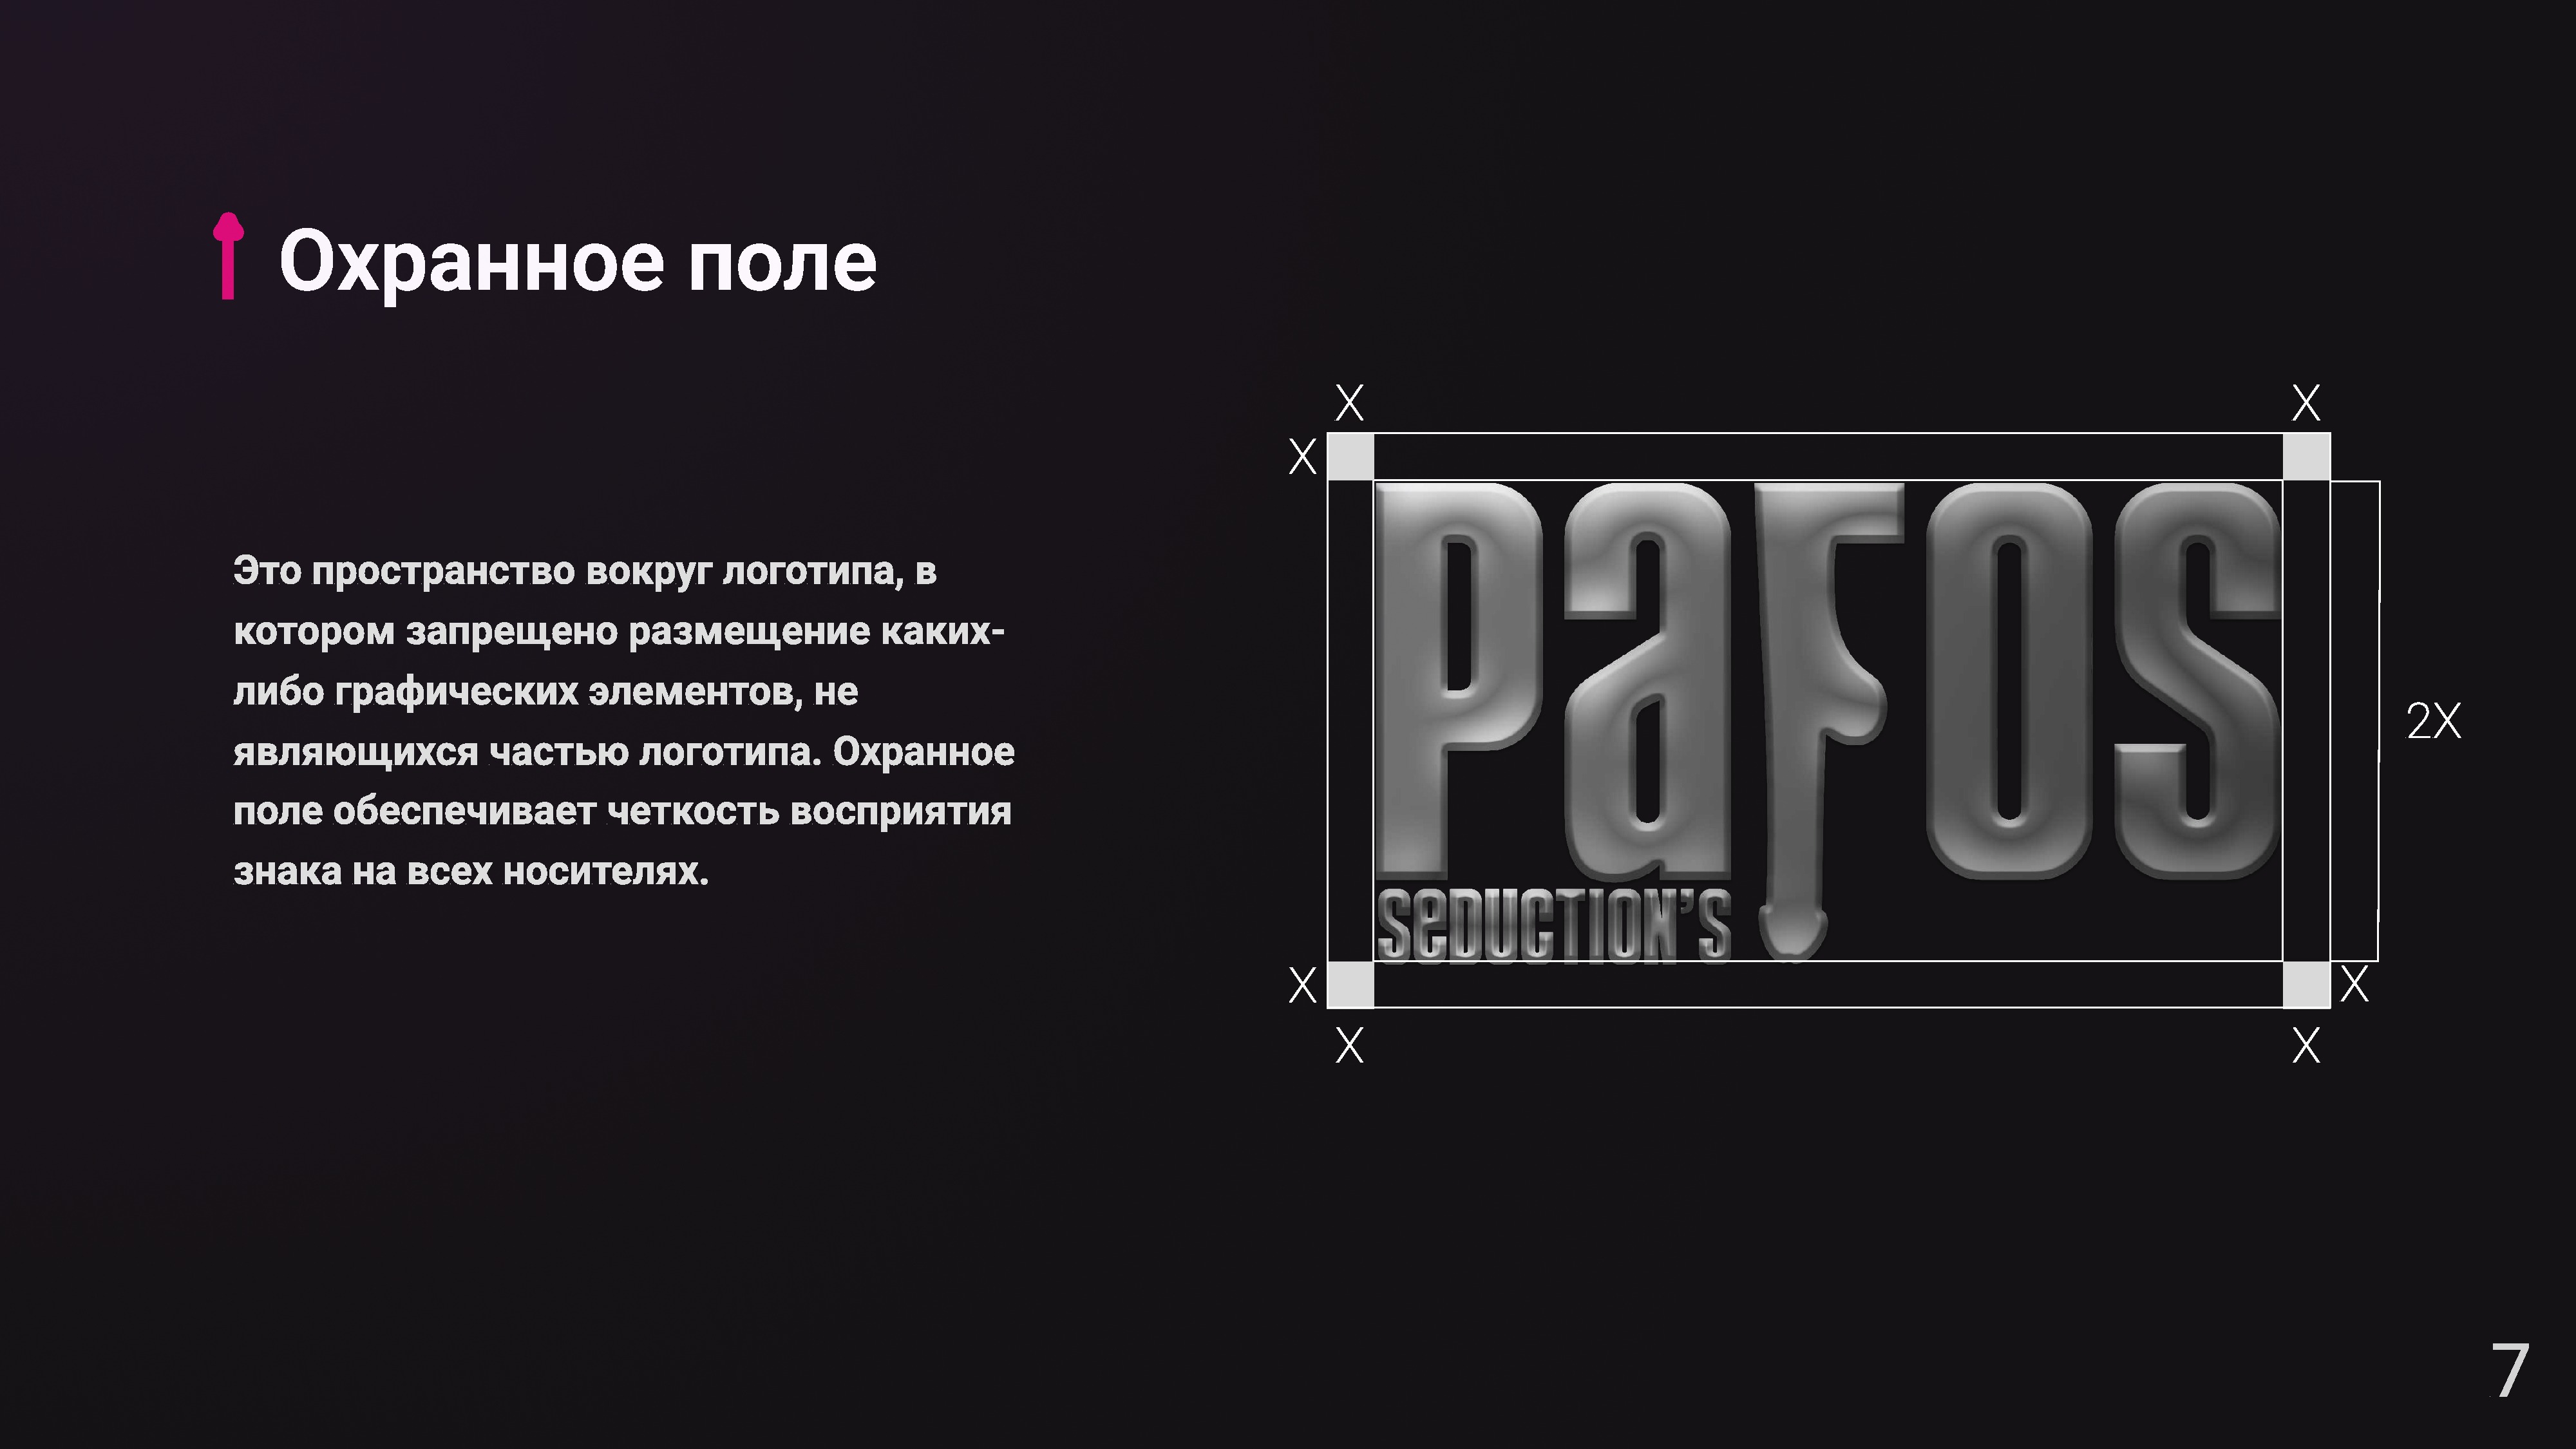 Охранное поле
Это пространство вокруг логотипа, в
котором запрещено размещение каких-
либо графических элементов, не
являющихся частью логотипа. Охранное
поле обеспечивает четкость восприятия
знака на всех носителях.
X X
X
PaFOS
2X
SeDUCTION'S
X X
X X
7